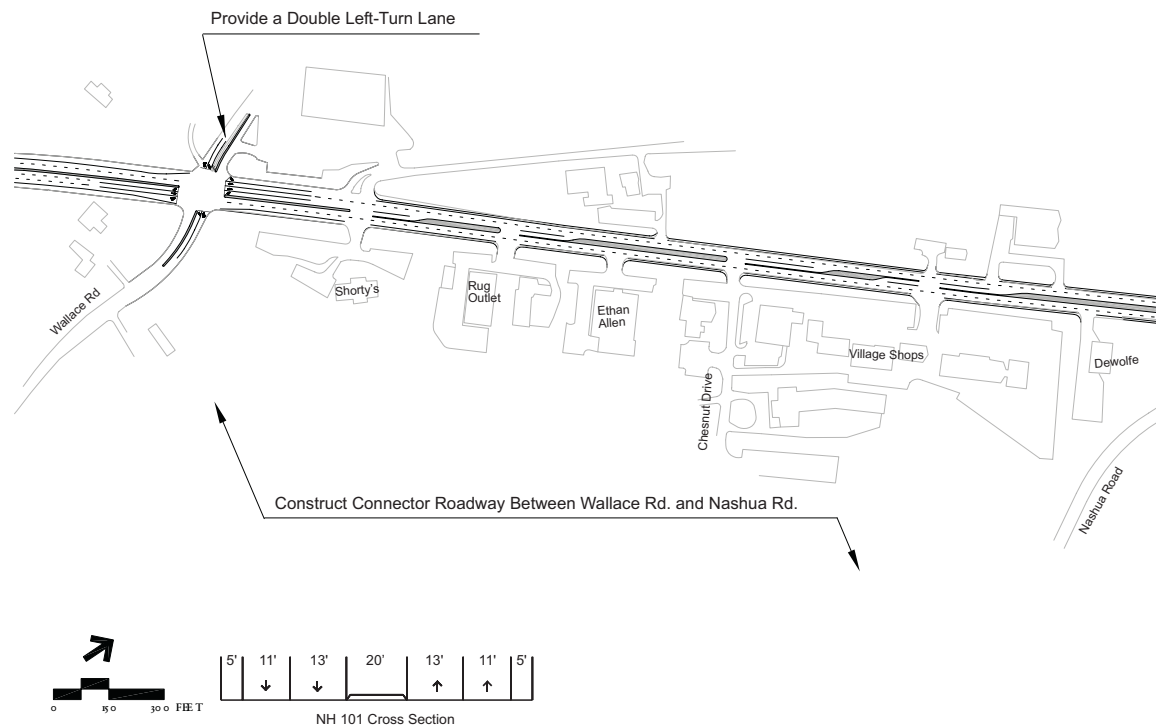 Provide a Double Left-Turn Lane
Wallace Rd
Shorty's
Rug
Outlet
Ethan
Allen
Chesnut Drive
Village Shops
Dewolfe
Nashua Road
Construct Connector Roadway Between Wallace Rd. and Nashua Rd.
5' 11' 13' 20' 13' 11' 5'
0 150 300 FEET
NH 101 Cross Section